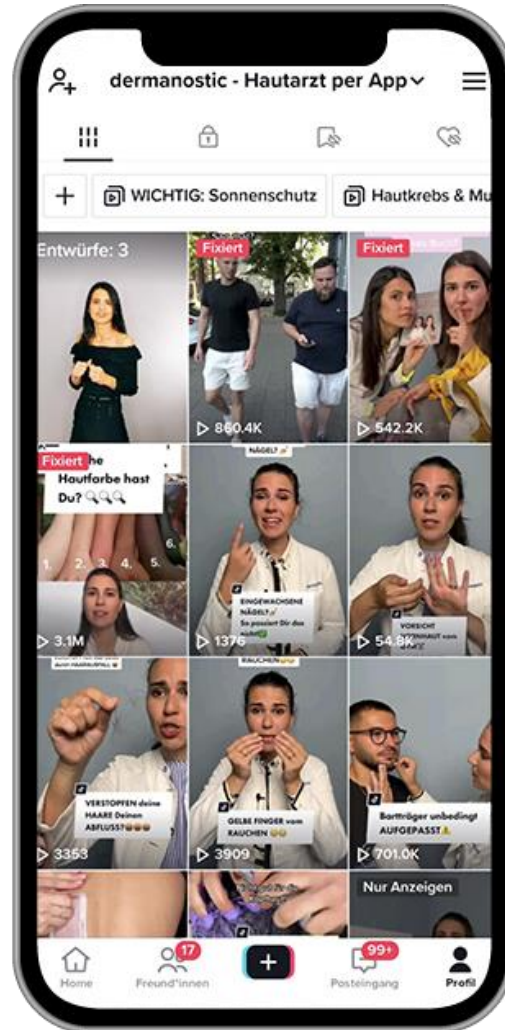 dermanostic - Hautarzt per App
WICHTIG: Sonnenschutz
Hautkrebs & Mu
Entwürfe: 3
Fixiert
860.4K
Fixiert
542.2K
Fixiert
he
Hautfarbe hast
Du?
1. 2. 3. 4. 5. 6.
3.1M
NÄGEL?
EINGEWACHSENE
NÄGEL?
So passiert Dir das
nicht
1376
VORSICHT
54.8K
VERSTOPFEN deine
HAARE Deinen
ABFLUSS?
3353
RAUCHEN
GELBE FINGER vom
RAUCHEN
3909
Bartträger unbedingt
AUFGEPASST
701.0K
Nur Anzeigen
Home
17
Freund*innen
99+
Posteingang
Profil